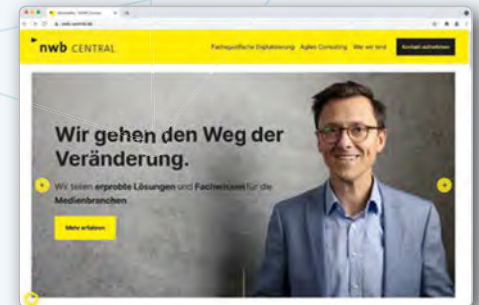 nwb CENTRAL
Fachspezifische Digitalisierung Agiles Consulting Wer wir sind Kontakt aufnehmen
Wir gehen den Weg der
Veränderung.
Wir teilen erprobte Lösungen und Fachwissen für die
Medienbranchen.
Mehr erfahren